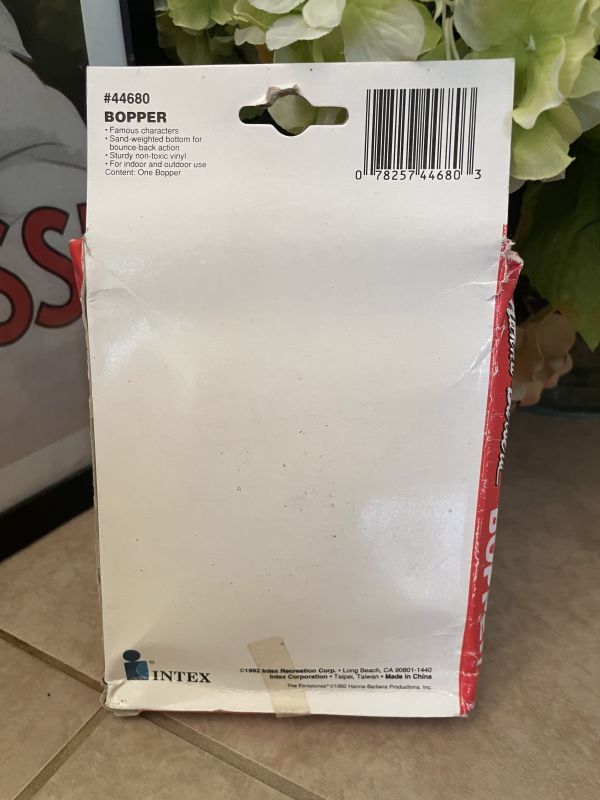 #44680
BOPPER
• Famous characters
• Sand-weighted bottom for
bounce-back action
• Sturdy non-toxic vinyl
• For indoor and outdoor use
Content: One Bopper
0 78257 44680 3
SS
BOPPER
INTEX
©1992 Intex Recreation Corp. • Long Beach, CA 90801-1440
Intex Corporation • Taipei, Taiwan • Made in China
The Flintstones © 1992 Hanna-Barbera Productions, Inc.